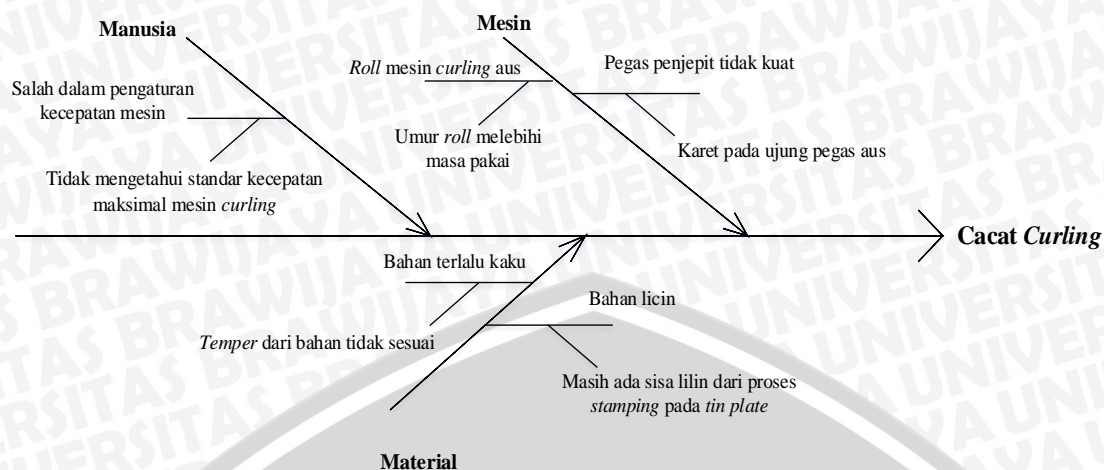 Manusia
Salah dalam pengaturan
kecepatan mesin
Tidak mengetahui standar kecepatan
maksimal mesin curling
Mesin
Roll mesin curling aus
Umur roll melebihi
masa pakai
Pegas penjepit tidak kuat
Karet pada ujung pegas aus
Cacat Curling
Bahan terlalu kaku
Temper dari bahan tidak sesuai
Bahan licin
Masih ada sisa lilin dari proses
stamping pada tin plate
Material